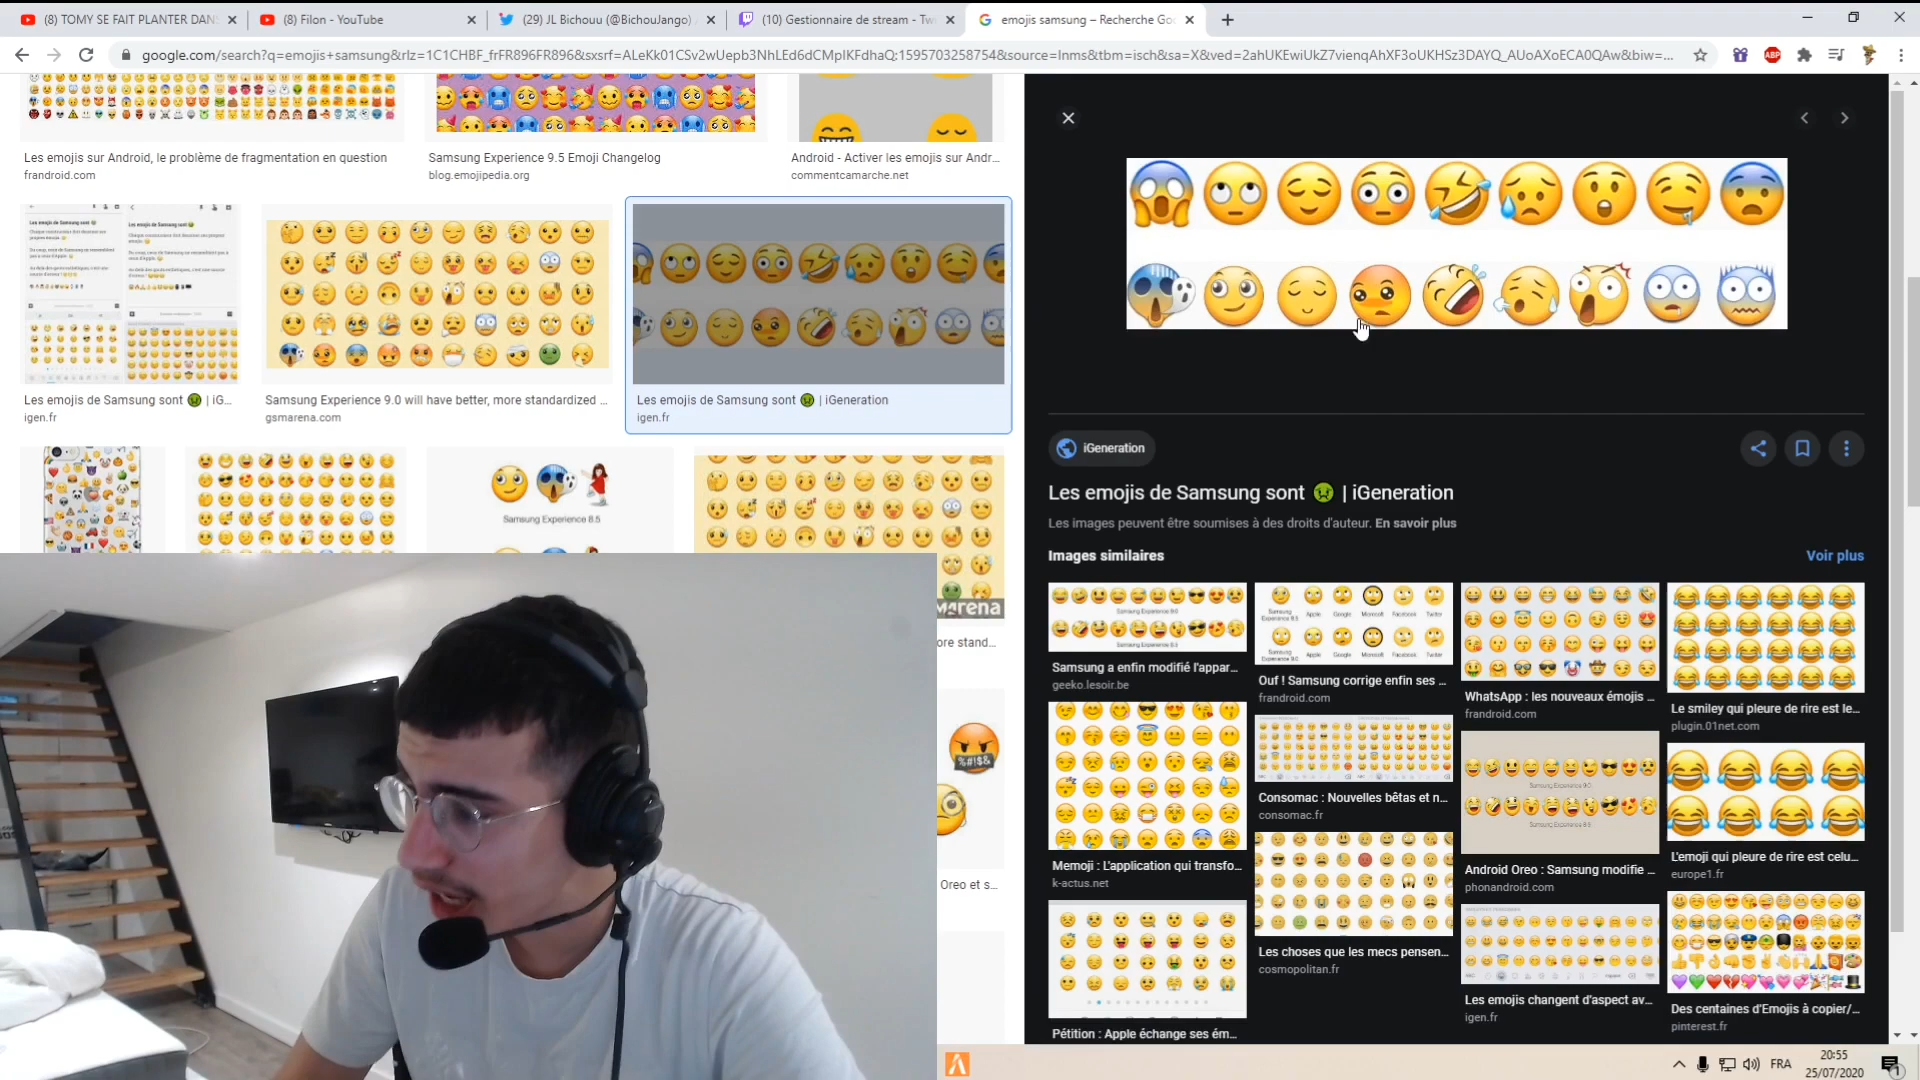 (8) TOMY SE FAIT PLANTER DAN
(8) Filon - YouTube
(29) JL Bichouu (@BichouJango)
(10) Gestionnaire de stream - Tw
emojis samsung – Recherche Go
google.com/search?q=emojis+samsung&rlz=1C1CHBF_frFR896FR896&sxsrf=ALeKk01CSv2wUepb3NhLEd6dCMpIKFdhaQ:1595703258754&source=lnms&tbm=isch&sa=X&ved=2ahUKEwiUkZ7vienqAhXF3oUKHSz3DAYQ_AUoAXoECA0QAw&biw=...
ABP
Les emojis sur Android, le problème de fragmentation en question
frandroid.com
Samsung Experience 9.5 Emoji Changelog
blog.emojipedia.org
Android - Activer les emojis sur Andr...
commentcamarche.net
Les emojis de Samsung sont 🤢 | iG...
igen.fr
Samsung Experience 9.0 will have better, more standardized ...
gsmarena.com
Les emojis de Samsung sont 🤢 | iGeneration
igen.fr
Samsung Experience 8.5
arena
ore stand...
%#!$&
Oreo et s...
iGeneration
Les emojis de Samsung sont 🤢 | iGeneration
Les images peuvent être soumises à des droits d'auteur. En savoir plus
Images similaires
Voir plus
Samsung a enfin modifié l'appar...
geeko.lesoir.be
Ouf ! Samsung corrige enfin ses ...
frandroid.com
WhatsApp : les nouveaux émojis ...
frandroid.com
Le smiley qui pleure de rire est le...
plugin.01net.com
Memoji : L'application qui transfo...
k-actus.net
Consomac : Nouvelles bêtas et n...
consomac.fr
Android Oreo : Samsung modifie ...
phonandroid.com
L'emoji qui pleure de rire est celu...
europe1.fr
Les choses que les mecs pensen...
cosmopolitan.fr
Les emojis changent d'aspect av...
igen.fr
Des centaines d'Emojis à copier/...
pinterest.fr
Pétition : Apple échange ses ém...
FRA
20:55
25/07/2020
1